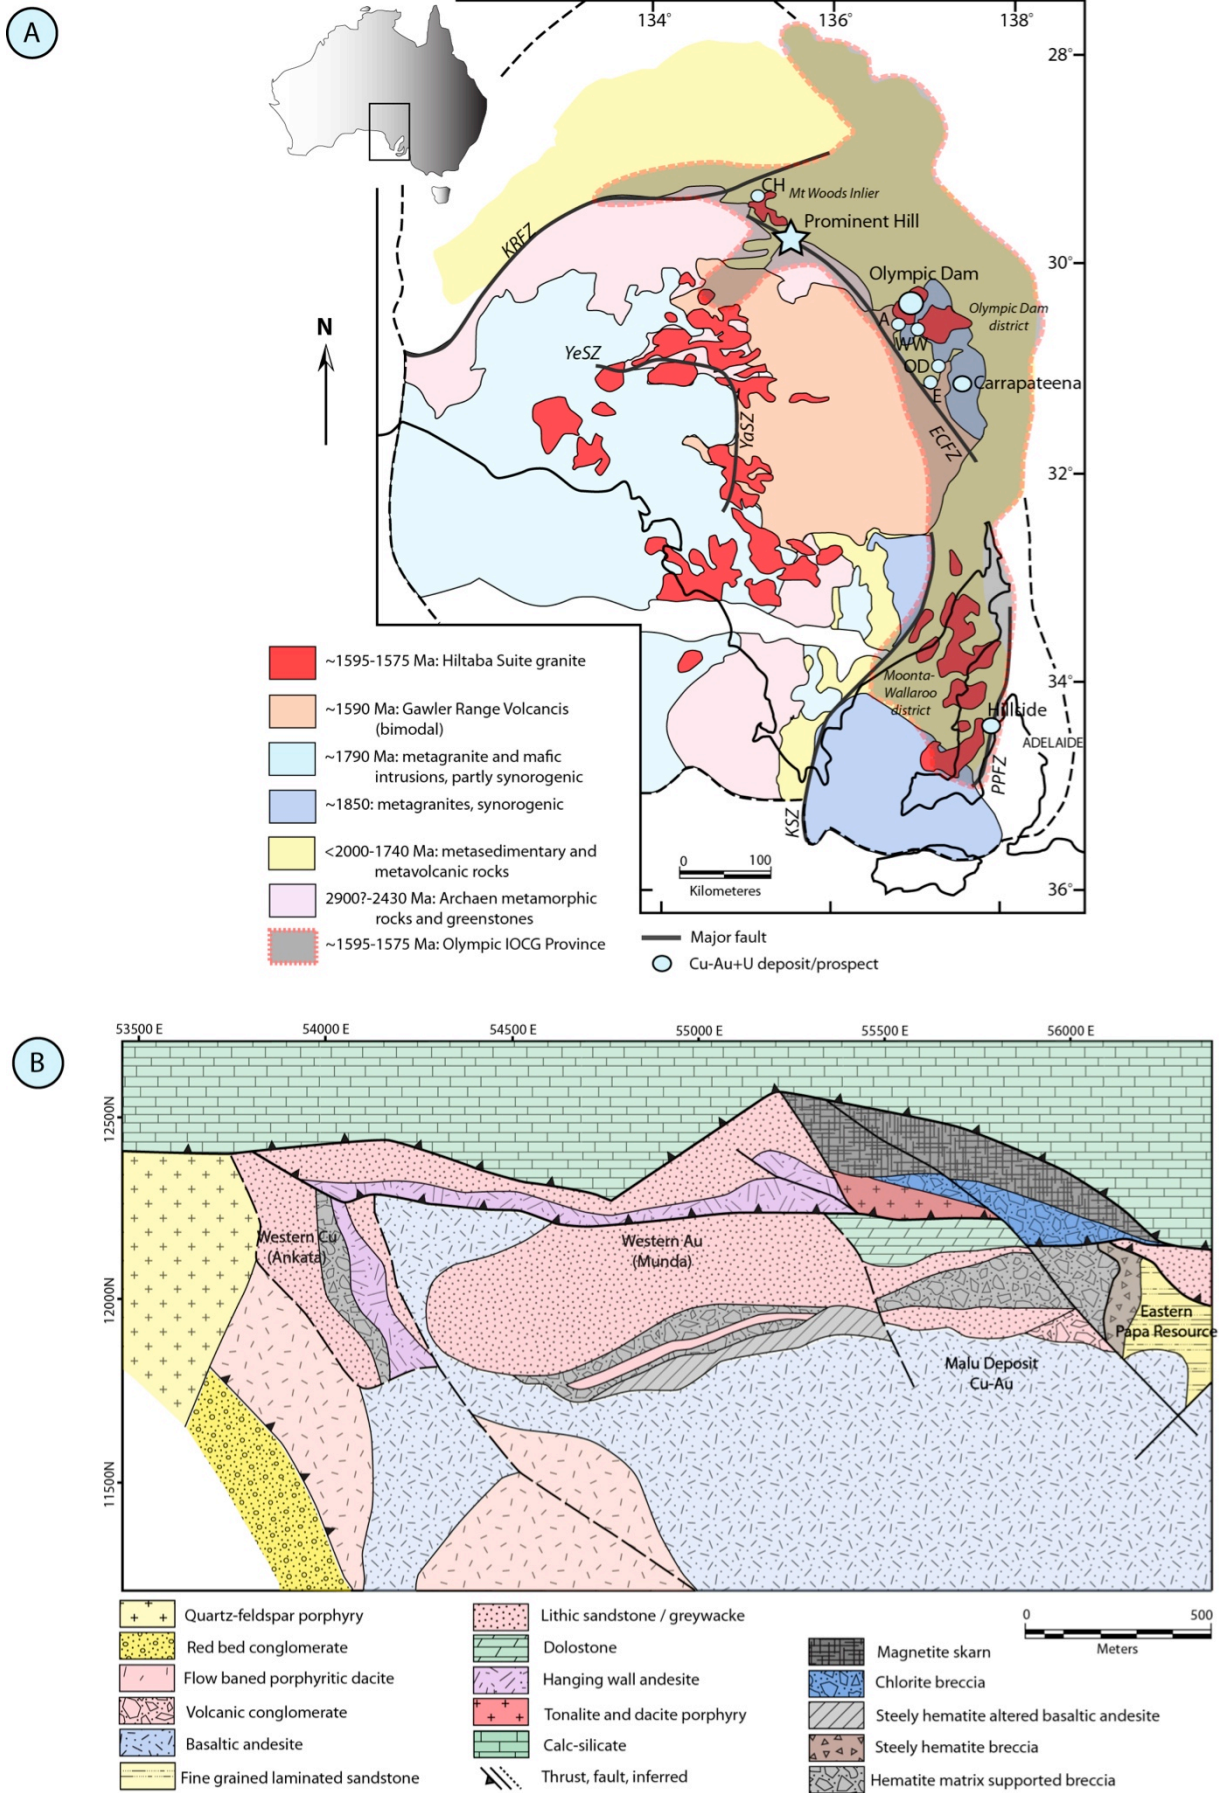 A
134°
136°
138°
28°
CH
Mt Woods Inlier
Prominent Hill
KBFZ
30°
Olympic Dam
Olympic Dam
district
N
A
WW
YeSZ
OD
Carrapateena
E
YaSZ
ECFZ
32°
~1595-1575 Ma: Hiltaba Suite granite
~1590 Ma: Gawler Range Volcancis
(bimodal)
~1790 Ma: metagranite and mafic
intrusions, partly synorogenic
~1850: metagranites, synorogenic
<2000-1740 Ma: metasedimentary and
metavolcanic rocks
2900?-2430 Ma: Archaen metamorphic
rocks and greenstones
~1595-1575 Ma: Olympic IOCG Province
34°
Moonta-
Wallaroo
district
Hillside
ADELAIDE
PPFZ
KSZ
0 100
Kilometeres
36°
Major fault
Cu-Au+U deposit/prospect
B
53500 E
54000 E
54500 E
55000 E
55500 E
56000 E
12500N
12000N
11500N
Western Cu
(Ankata)
Western Au
(Munda)
Malu Deposit
Cu-Au
Eastern
Papa Resource
Quartz-feldspar porphyry
Red bed conglomerate
Flow baned porphyritic dacite
Volcanic conglomerate
Basaltic andesite
Fine grained laminated sandstone
Lithic sandstone / greywacke
Dolostone
Hanging wall andesite
Tonalite and dacite porphyry
Calc-silicate
Thrust, fault, inferred
0 500
Meters
Magnetite skarn
Chlorite breccia
Steely hematite altered basaltic andesite
Steely hematite breccia
Hematite matrix supported breccia